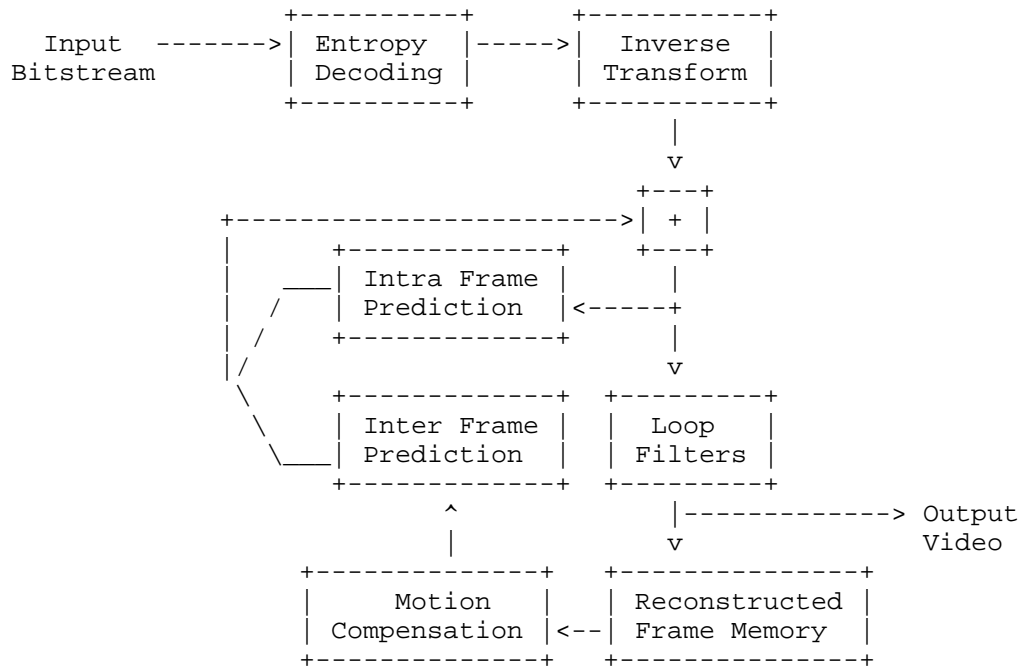 Input
Bitstream
Entropy
Decoding
Inverse
Transform
+
Intra Frame
Prediction
Inter Frame
Prediction
Loop
Filters
Output
Video
Motion
Compensation
Reconstructed
Frame Memory